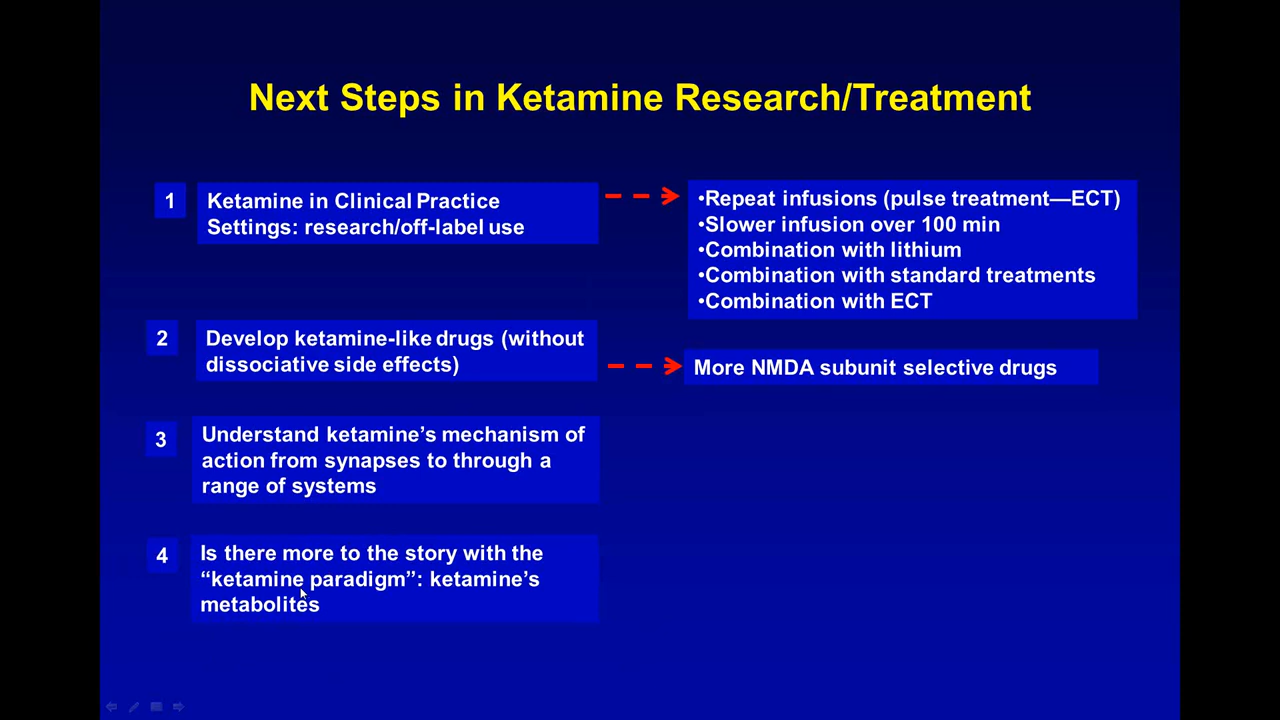 Next Steps in Ketamine Research/Treatment
1
Ketamine in Clinical Practice
Settings: research/off-label use
•Repeat infusions (pulse treatment—ECT)
•Slower infusion over 100 min
•Combination with lithium
•Combination with standard treatments
•Combination with ECT
2
Develop ketamine-like drugs (without
dissociative side effects)
More NMDA subunit selective drugs
3
Understand ketamine’s mechanism of
action from synapses to through a
range of systems
4
Is there more to the story with the
“ketamine paradigm”: ketamine’s
metabolites